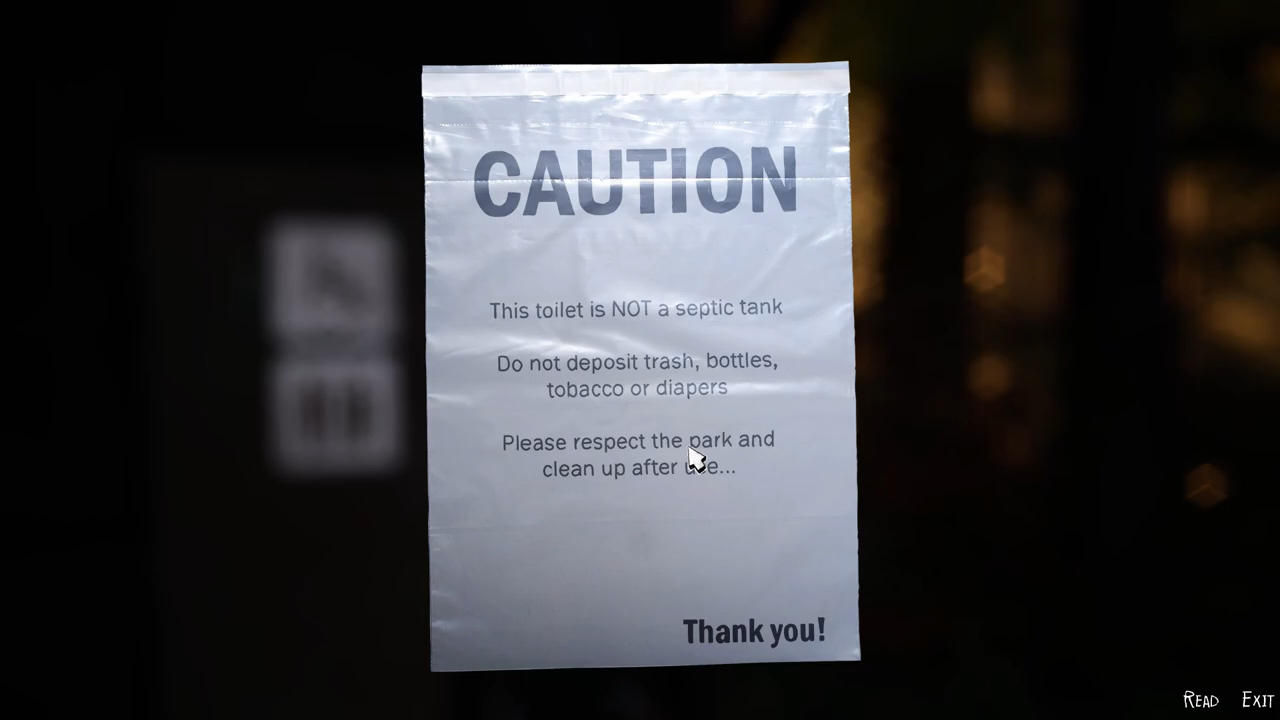 CAUTION
This toilet is NOT a septic tank
Do not deposit trash, bottles,
tobacco or diapers
Please respect the park and
clean up after use...
Thank you!
READ EXIT